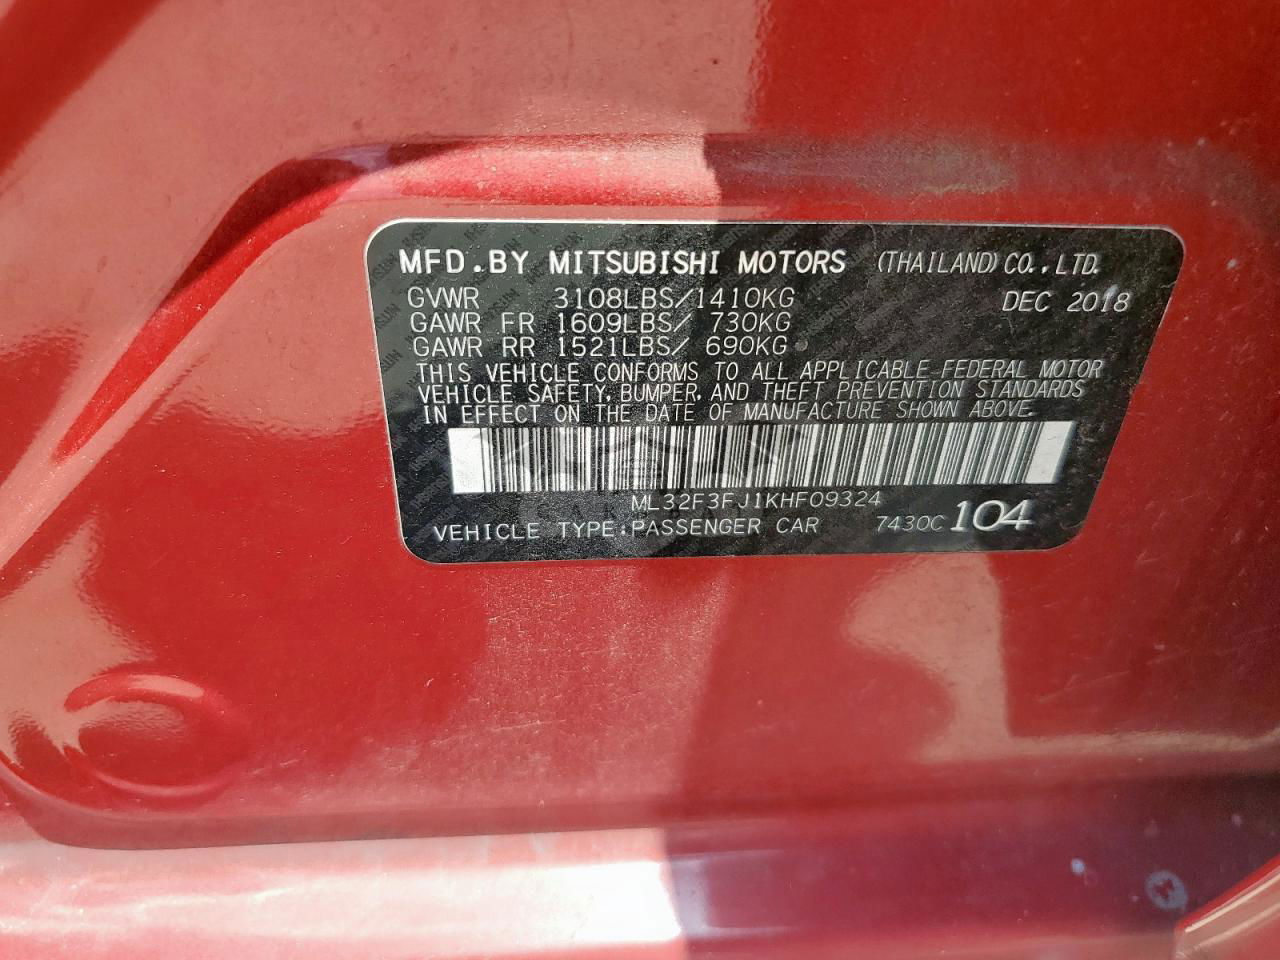 MFD.BY MITSUBISHI MOTORS (THAILAND) CO., LTD.
GVWR 3108LBS/1410KG DEC 2018
GAWR FR 1609LBS/ 730KG
GAWR RR 1521LBS/ 690KG
THIS VEHICLE CONFORMS TO ALL APPLICABLE FEDERAL MOTOR
VEHICLE SAFETY, BUMPER, AND THEFT PREVENTION STANDARDS
IN EFFECT ON THE DATE OF MANUFACTURE SHOWN ABOVE.
ML32F3FJ1KHF09324
VEHICLE TYPE:PASSENGER CAR 7430C 104